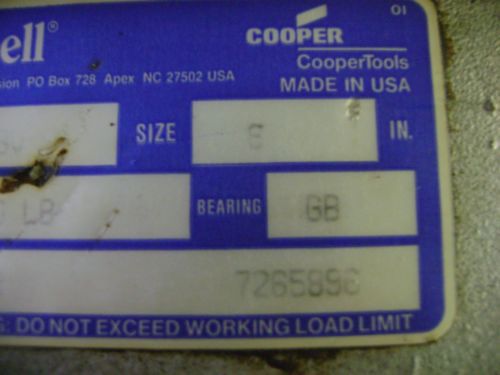 ell® COOPER OI
CooperTools
sion PO Box 728 Apex NC 27502 USA MADE IN USA
SIZE IN.
LB BEARING GB
: DO NOT EXCEED WORKING LOAD LIMIT